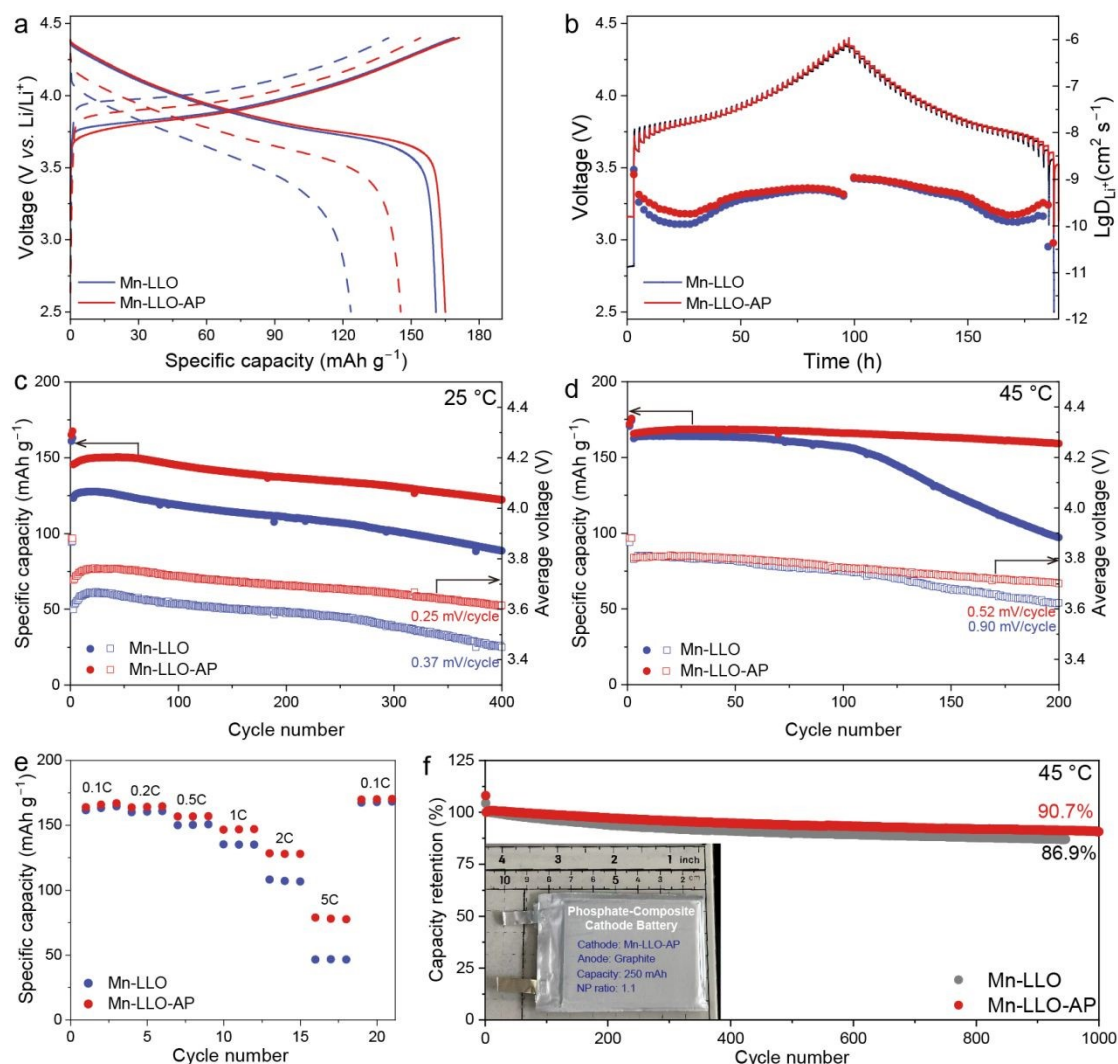 a
4.5
4.0
3.5
3.0
2.5
Voltage (V vs. Li/Li⁺)
0 30 60 90 120 150 180
Specific capacity (mAh g⁻¹)
Mn-LLO
Mn-LLO-AP
b
4.5
4.0
3.5
3.0
2.5
Voltage (V)
-6
-7
-8
-9
-10
-11
-12
LgD_Li⁺(cm² s⁻¹)
0 50 100 150
Time (h)
Mn-LLO
Mn-LLO-AP
c
25 °C
200
150
100
50
0
Specific capacity (mAh g⁻¹)
4.4
4.2
4.0
3.8
3.6
3.4
Average voltage (V)
0.25 mV/cycle
0.37 mV/cycle
Mn-LLO
Mn-LLO-AP
0 100 200 300 400
Cycle number
d
45 °C
200
150
100
50
0
Specific capacity (mAh g⁻¹)
4.4
4.2
4.0
3.8
3.6
3.4
Average voltage (V)
0.52 mV/cycle
0.90 mV/cycle
Mn-LLO
Mn-LLO-AP
0 50 100 150 200
Cycle number
e
200
150
100
50
0
Specific capacity (mAh g⁻¹)
0.1C
0.2C
0.5C
1C
2C
5C
0.1C
Mn-LLO
Mn-LLO-AP
0 5 10 15 20
Cycle number
f
45 °C
125
100
75
50
25
0
Capacity retention (%)
90.7%
86.9%
4 3 2 1 inch
10 9 8 7 6 5 4 3 2 cm
Phosphate-Composite
Cathode Battery
Cathode: Mn-LLO-AP
Anode: Graphite
Capacity: 250 mAh
NP ratio: 1.1
Mn-LLO
Mn-LLO-AP
0 200 400 600 800 1000
Cycle number